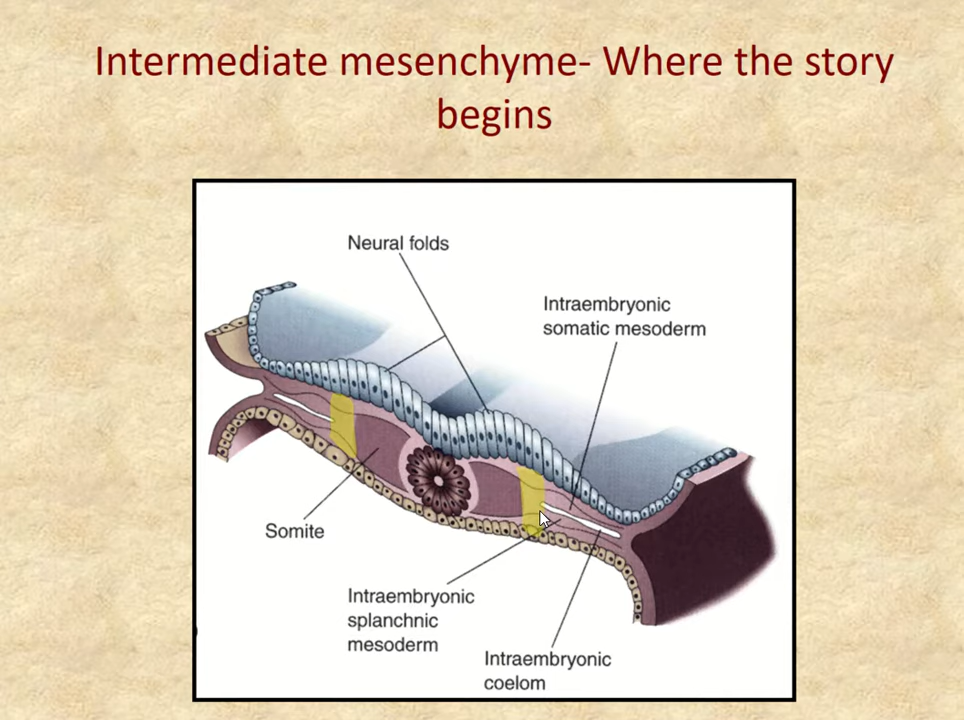 Intermediate mesenchyme- Where the story
begins
Neural folds
Intraembryonic
somatic mesoderm
Somite
Intraembryonic
splanchnic
mesoderm
Intraembryonic
coelom